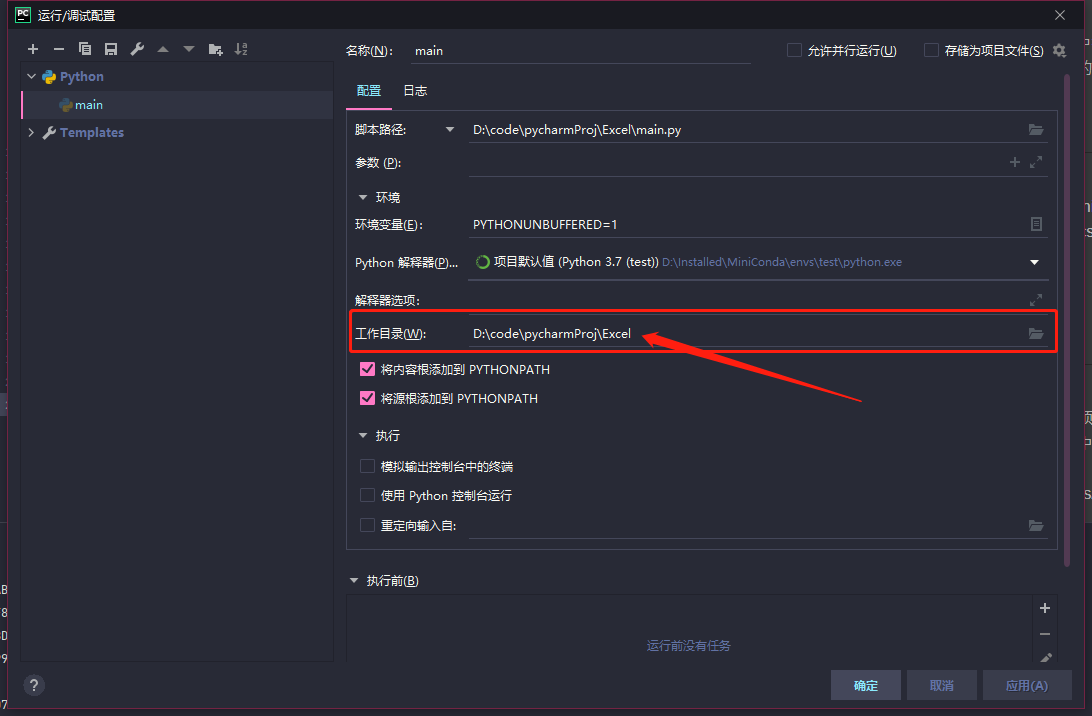 PC 运行/调试配置
名称(N): main 允许并行运行(U) 存储为项目文件(S)
Python
main
Templates
配置 日志
脚本路径: D:\code\pycharmProj\Excel\main.py
参数 (P):
环境
环境变量(E): PYTHONUNBUFFERED=1
Python 解释器(P)... 项目默认值 (Python 3.7 (test)) D:\Installed\MiniConda\envs\test\python.exe
解释器选项:
工作目录(W): D:\code\pycharmProj\Excel
将内容根添加到 PYTHONPATH
将源根添加到 PYTHONPATH
执行
模拟输出控制台中的终端
使用 Python 控制台运行
重定向输入自:
执行前(B)
运行前没有任务
?
确定 取消 应用(A)